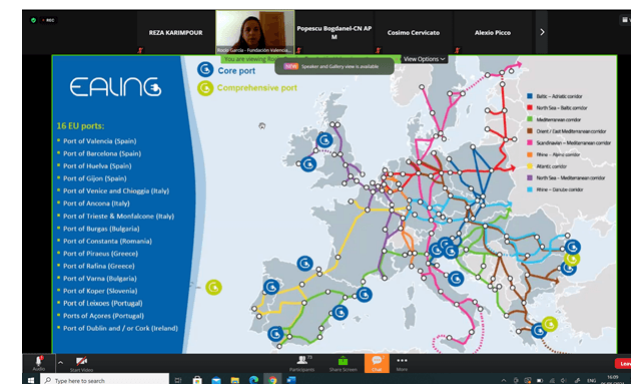 REC
REZA KARIMPOUR
Popescu Bogdanel-CN AP
M
Cosimo Cervicato
Alexio Picco
View Options
NEW Speaker and Gallery view is available.
EALING
Core port
Comprehensive port
16 EU ports:
Port of Valencia (Spain)
Port of Barcelona (Spain)
Port of Huelva (Spain)
Port of Gijon (Spain)
Port of Venice and Chioggia (Italy)
Port of Ancona (Italy)
Port of Trieste & Monfalcone (Italy)
Port of Burgas (Bulgaria)
Port of Constanta (Romania)
Port of Piraeus (Greece)
Port of Rafina (Greece)
Port of Varna (Bulgaria)
Port of Koper (Slovenia)
Port of Leixoes (Portugal)
Ports of Açores (Portugal)
Port of Dublin and / or Cork (Ireland)
Baltic – Adriatic corridor
North Sea – Baltic corridor
Mediterranean corridor
Orient / East Mediterranean corridor
Scandinavian – Mediterranean corridor
Rhine – Alpine corridor
Atlantic corridor
North Sea – Mediterranean corridor
Rhine – Danube corridor
Audio
Start Video
Participants
Share Screen
Chat
More
Leav
Type here to search
ENG
16:09